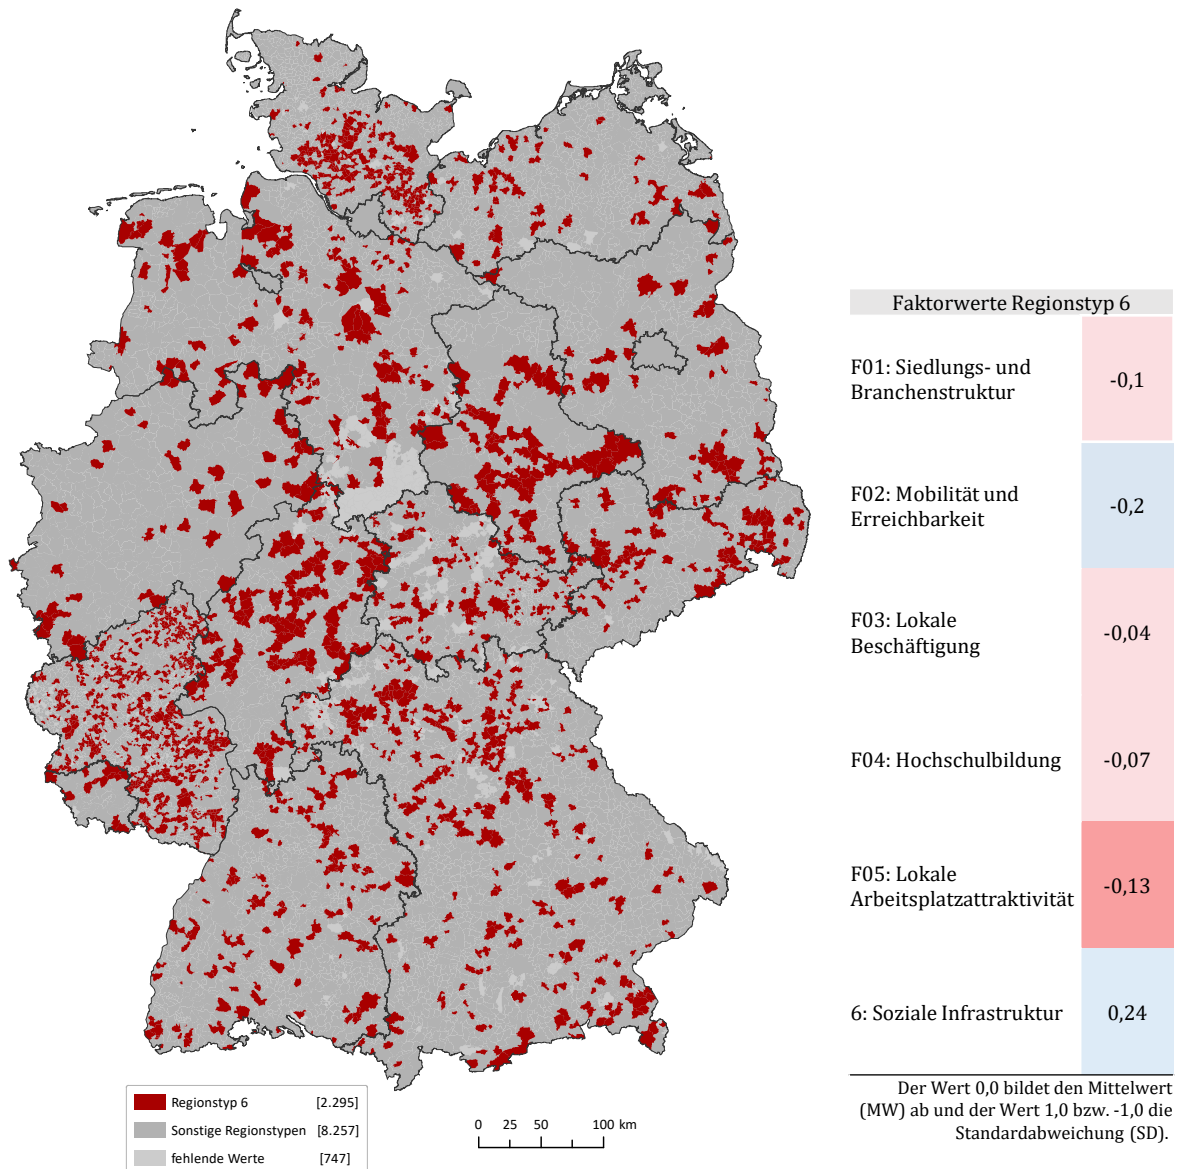 Faktorwerte Regionstyp 6
F01: Siedlungs- und
Branchenstruktur
-0,1
F02: Mobilität und
Erreichbarkeit
-0,2
F03: Lokale
Beschäftigung
-0,04
F04: Hochschulbildung
-0,07
F05: Lokale
Arbeitsplatzattraktivität
-0,13
6: Soziale Infrastruktur
0,24
Der Wert 0,0 bildet den Mittelwert
(MW) ab und der Wert 1,0 bzw. -1,0 die
Standardabweichung (SD).
Regionstyp 6 [2.295]
Sonstige Regionstypen [8.257]
fehlende Werte [747]
0 25 50 100 km